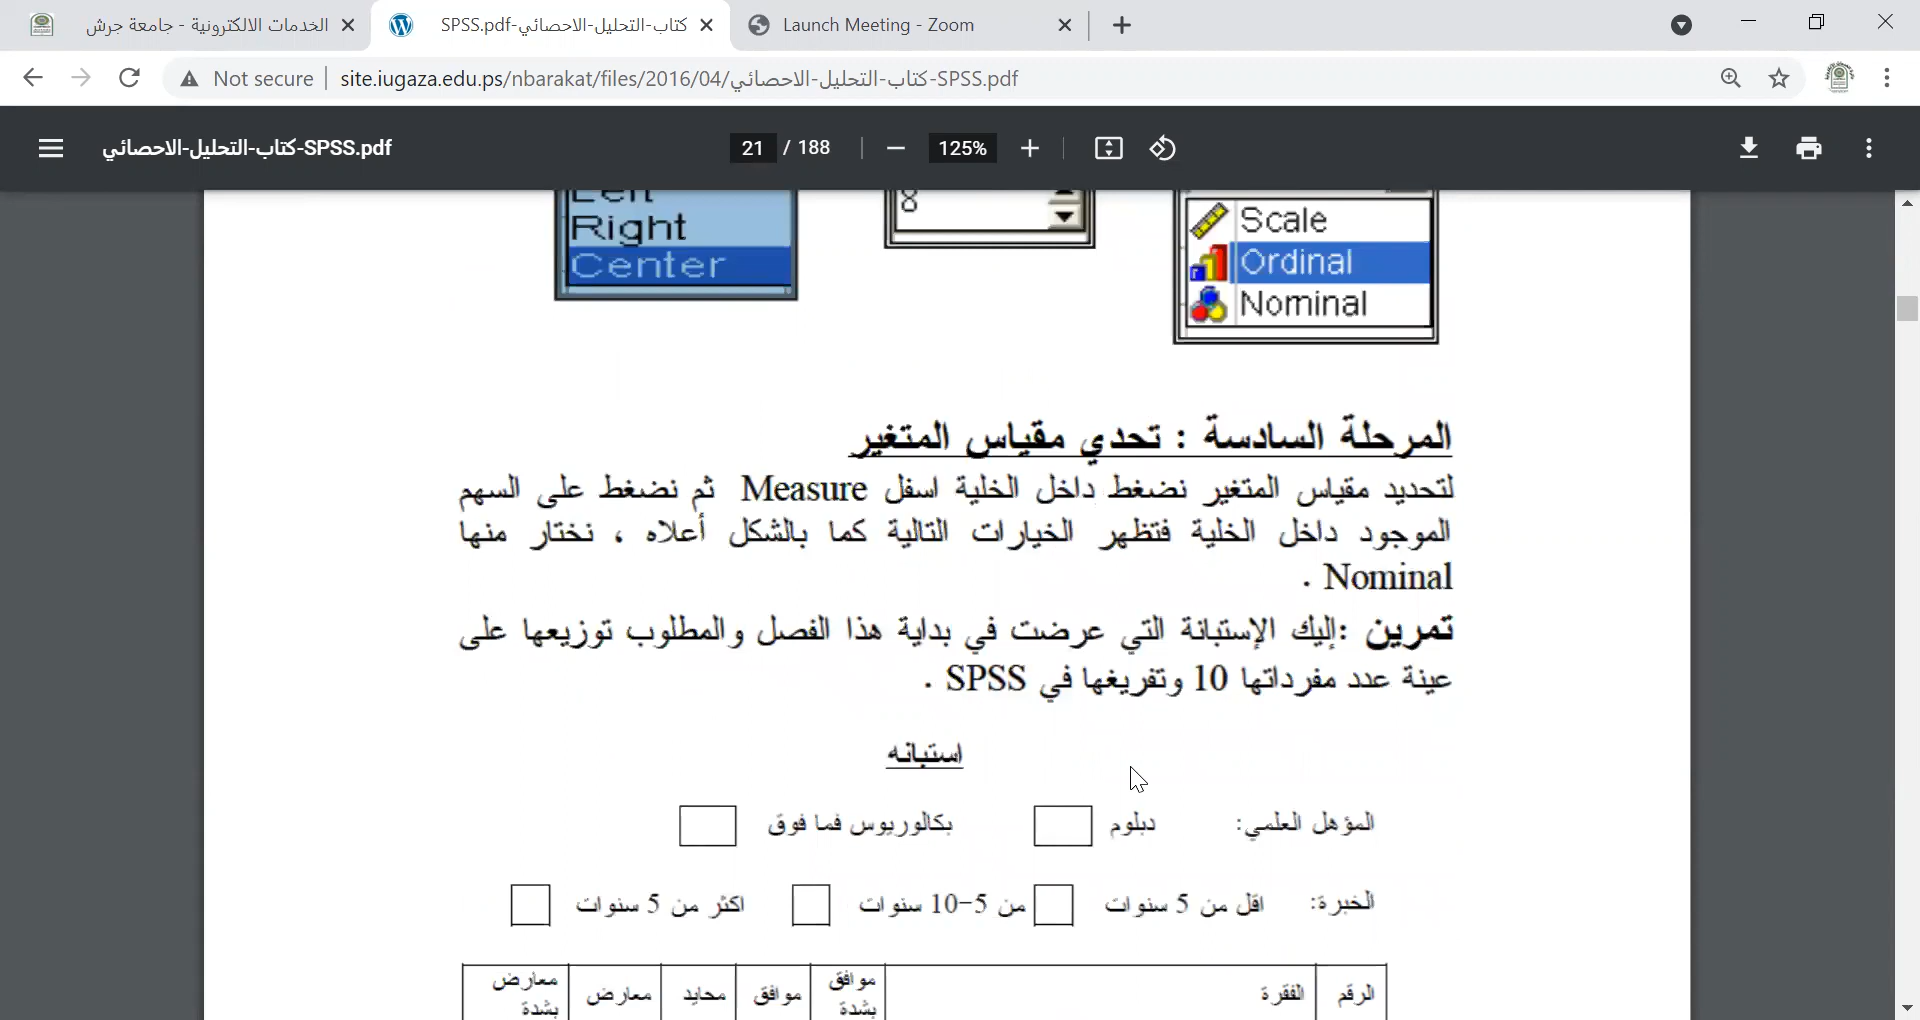 الخدمات الالكترونية - جامعة جرش
كتاب-التحليل-الاحصائي-SPSS.pdf
Launch Meeting - Zoom
Not secure
site.iugaza.edu.ps/nbarakat/files/2016/04/كتاب-التحليل-الاحصائي-SPSS.pdf
كتاب-التحليل-الاحصائي-SPSS.pdf
21 / 188
125%
Left
Right
Center
8
Scale
Ordinal
Nominal
المرحلة السادسة : تحدي مقياس المتغير
لتحديد مقياس المتغير نضغط داخل الخلية اسفل Measure ثم نضغط على السهم
الموجود داخل الخلية فتظهر الخيارات التالية كما بالشكل أعلاه ، نختار منها
Nominal .
تمرين :إليك الإستبانة التي عرضت في بداية هذا الفصل والمطلوب توزيعها على
عينة عدد مفرداتها 10 وتفريغها في SPSS .
استبانه
المؤهل العلمي: دبلوم بكالوريوس فما فوق
الخبرة: اقل من 5 سنوات من 5-10 سنوات اكثر من 5 سنوات
الرقم الفقرة موافق بشدة موافق محايد معارض معارض بشدة